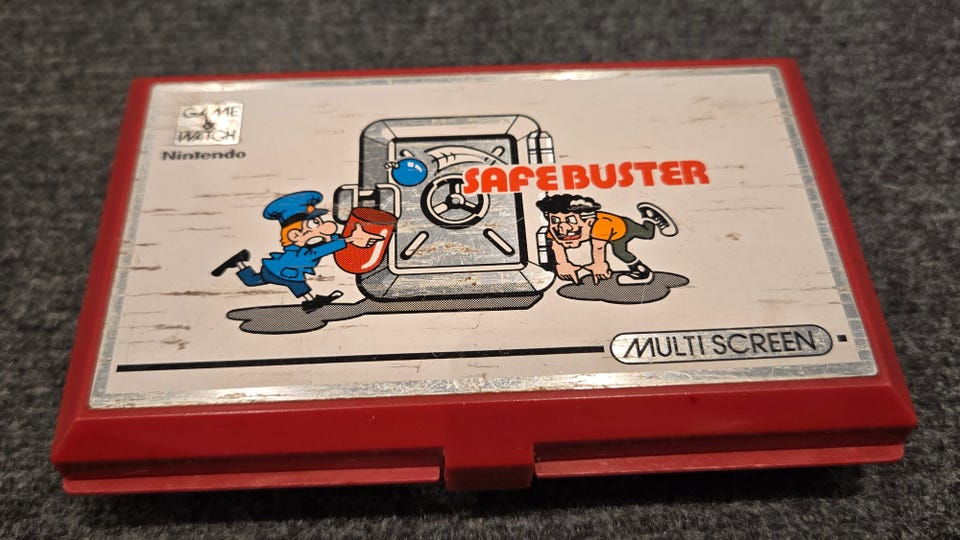 GAME
&
WATCH
Nintendo
SAFEBUSTER
MULTI SCREEN